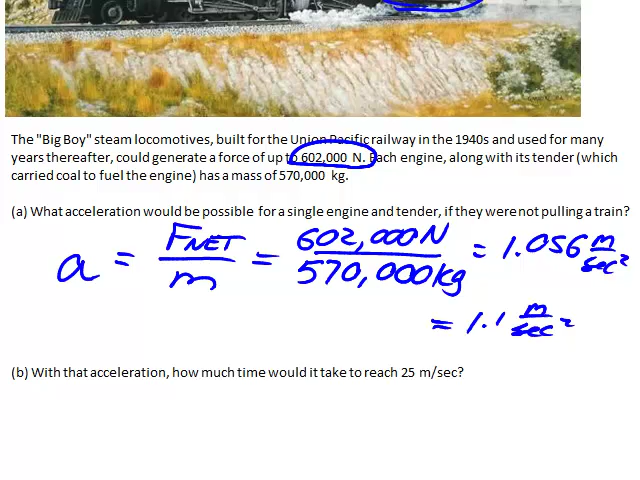 The "Big Boy" steam locomotives, built for the Union Pacific railway in the 1940s and used for many
years thereafter, could generate a force of up to 602,000 N. Each engine, along with its tender (which
carried coal to fuel the engine) has a mass of 570,000 kg.
(a) What acceleration would be possible for a single engine and tender, if they were not pulling a train?
a = FNET / m = 602,000 N / 570,000 kg = 1.056 m/sec²
= 1.1 m/sec²
(b) With that acceleration, how much time would it take to reach 25 m/sec?